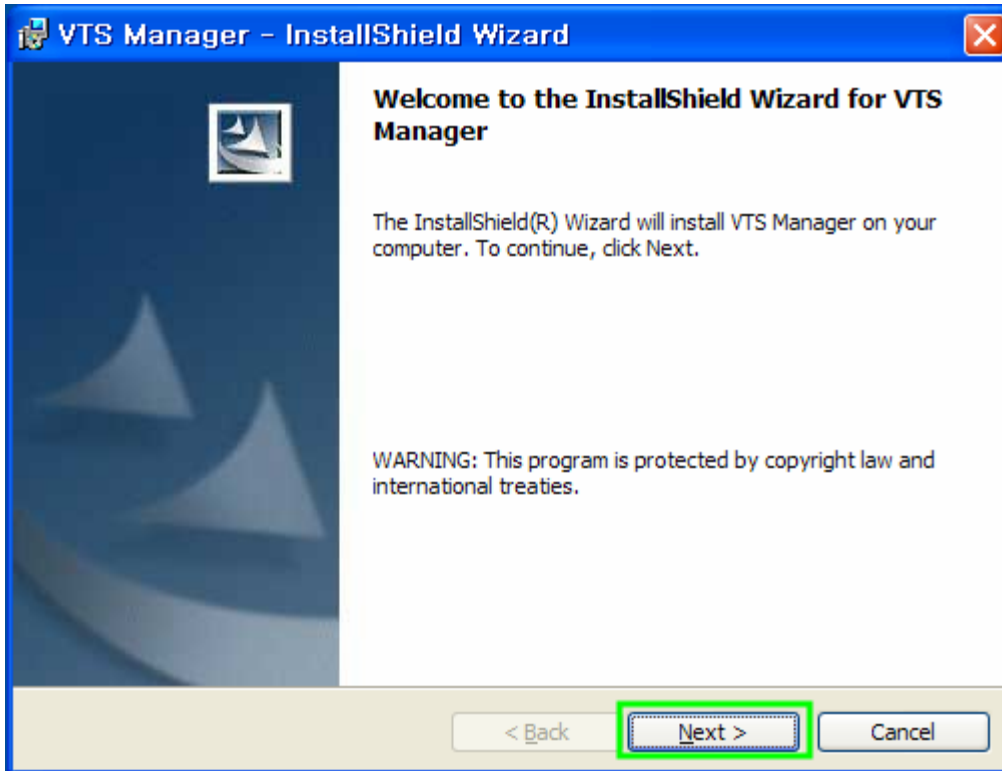 VTS Manager - InstallShield Wizard
Welcome to the InstallShield Wizard for VTS
Manager
The InstallShield(R) Wizard will install VTS Manager on your
computer. To continue, click Next.
WARNING: This program is protected by copyright law and
international treaties.
< Back Next > Cancel